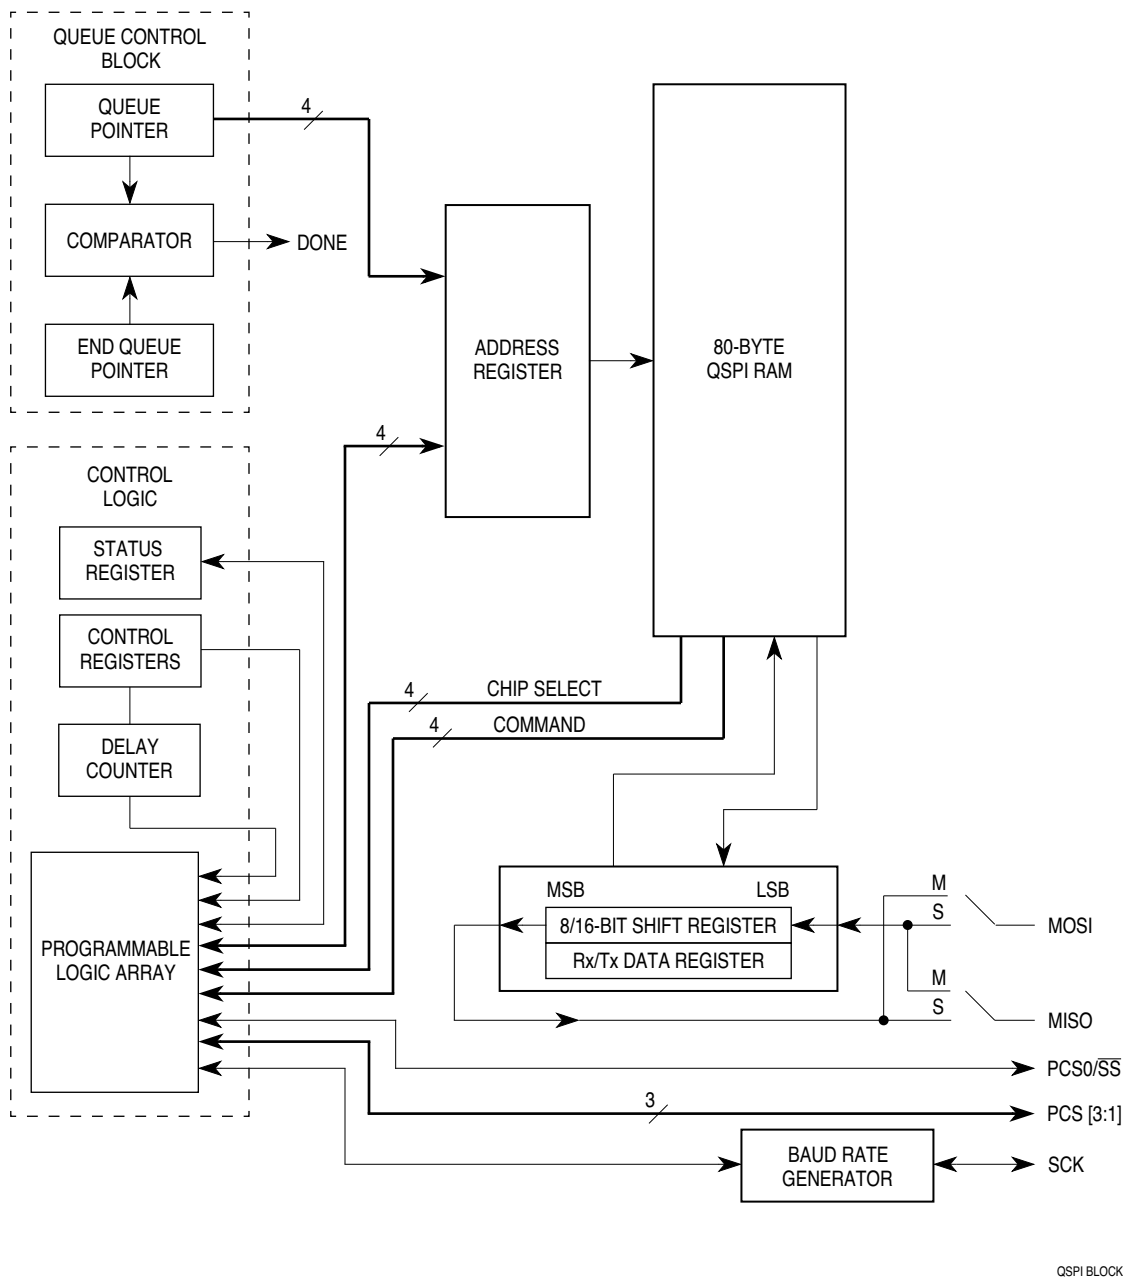 QUEUE CONTROL
BLOCK
QUEUE
POINTER
4
COMPARATOR
DONE
END QUEUE
POINTER
ADDRESS
REGISTER
80-BYTE
QSPI RAM
4
CONTROL
LOGIC
STATUS
REGISTER
CONTROL
REGISTERS
DELAY
COUNTER
4
CHIP SELECT
4
COMMAND
PROGRAMMABLE
LOGIC ARRAY
MSB
LSB
8/16-BIT SHIFT REGISTER
Rx/Tx DATA REGISTER
M
S
MOSI
M
S
MISO
PCS0/S̅S̅
3
PCS [3:1]
BAUD RATE
GENERATOR
SCK
QSPI BLOCK